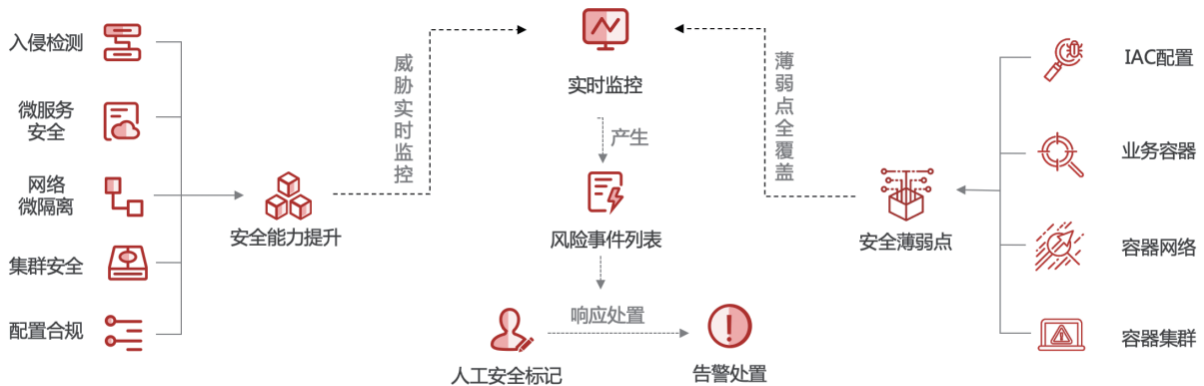 入侵检测
微服务
安全
网络
微隔离
集群安全
配置合规
安全能力提升
威胁实时监控
实时监控
产生
风险事件列表
响应处置
人工安全标记
告警处置
薄弱点全覆盖
安全薄弱点
IAC配置
业务容器
容器网络
容器集群